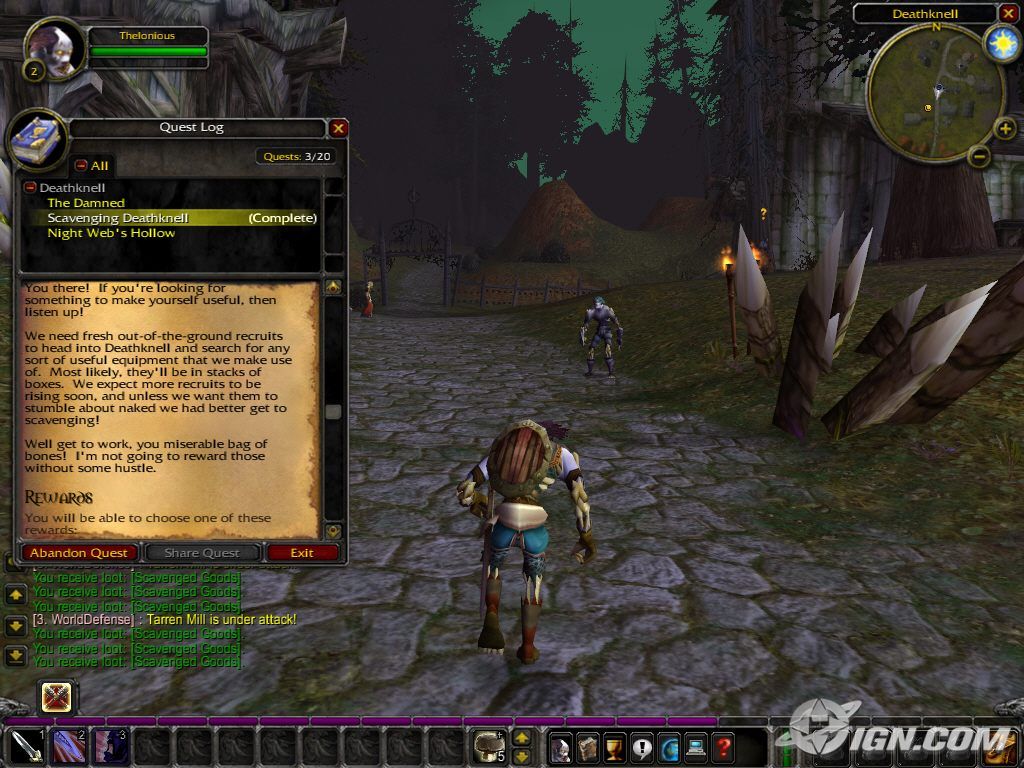 Thelonious
2
Deathknell
N
Quest Log
Quests: 3/20
All
Deathknell
The Damned
Scavenging Deathknell (Complete)
Night Web's Hollow
You there! If you're looking for
something to make yourself useful, then
listen up!
We need fresh out-of-the-ground recruits
to head into Deathknell and search for any
sort of useful equipment that we make use
of. Most likely, they'll be in stacks of
boxes. We expect more recruits to be
rising soon, and unless we want them to
stumble about naked we had better get to
scavenging!
Well get to work, you miserable bag of
bones! I'm not going to reward those
without some hustle.
Rewards
You will be able to choose one of these
rewards:
Abandon Quest Share Quest Exit
You receive loot: [Scavenged Goods].
You receive loot: [Scavenged Goods].
You receive loot: [Scavenged Goods].
[3. WorldDefense] : Tarren Mill is under attack!
You receive loot: [Scavenged Goods].
You receive loot: [Scavenged Goods].
You receive loot: [Scavenged Goods].
1 2 3 5
IGN.COM